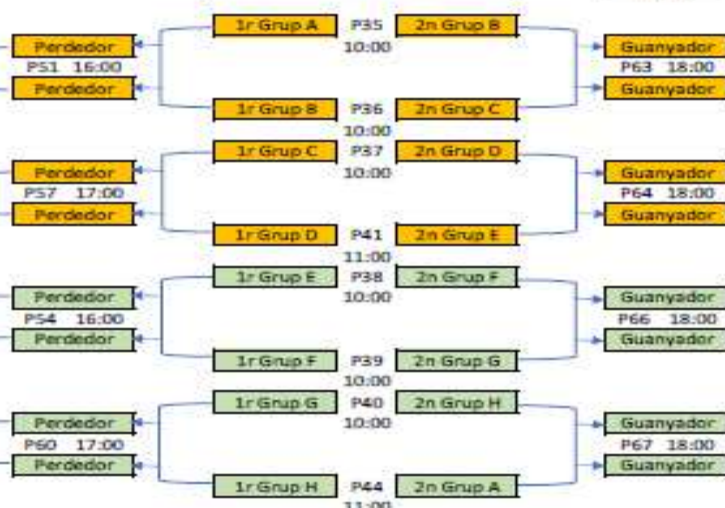 1r Grup A P35 2n Grup B
Perdedor 10:00 Guanyador
P51 16:00 P63 18:00
Perdedor Guanyador
1r Grup B P36 2n Grup C
10:00
1r Grup C P37 2n Grup D
Perdedor 10:00 Guanyador
P57 17:00 P64 18:00
Perdedor Guanyador
1r Grup D P41 2n Grup E
11:00
1r Grup E P38 2n Grup F
Perdedor 10:00 Guanyador
P54 16:00 P66 18:00
Perdedor Guanyador
1r Grup F P39 2n Grup G
10:00
1r Grup G P40 2n Grup H
Perdedor 10:00 Guanyador
P60 17:00 P67 18:00
Perdedor Guanyador
1r Grup H P44 2n Grup A
11:00